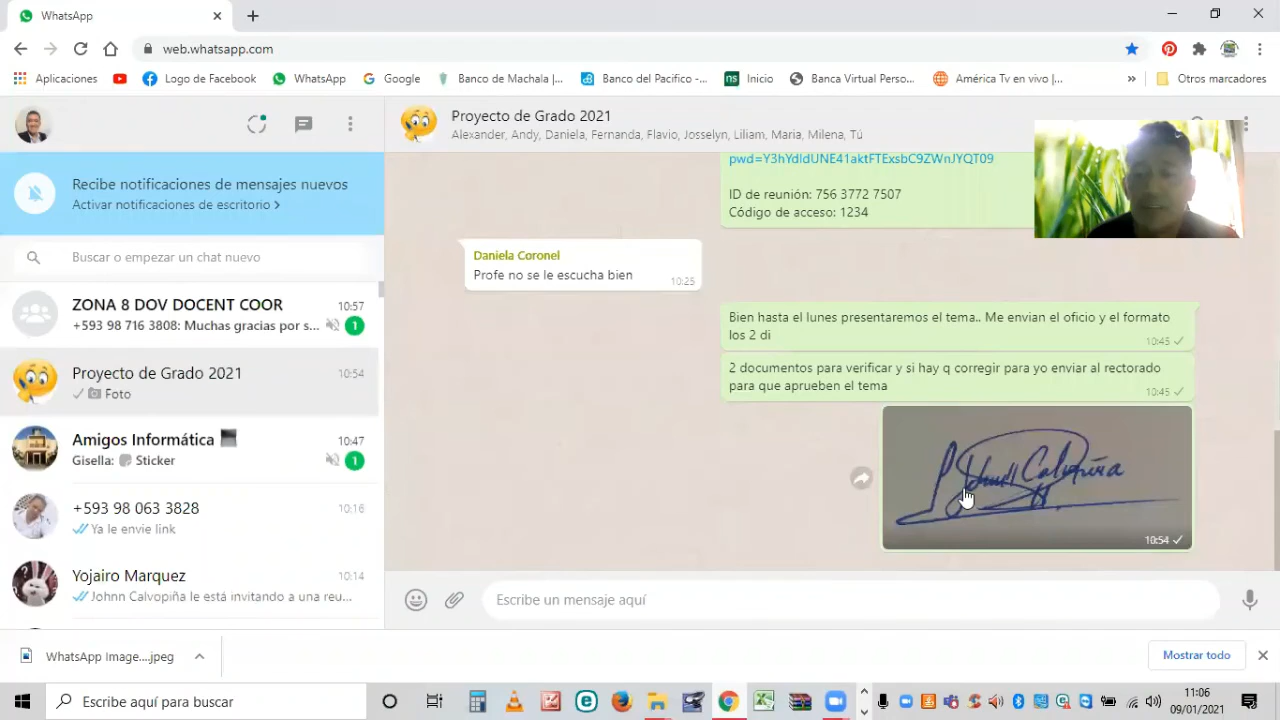 WhatsApp
web.whatsapp.com
Aplicaciones
Logo de Facebook
WhatsApp
Google
Banco de Machala |...
Banco del Pacifico -...
ns
Inicio
Banca Virtual Perso...
América Tv en vivo |...
»
Otros marcadores
Recibe notificaciones de mensajes nuevos
Activar notificaciones de escritorio >
Buscar o empezar un chat nuevo
ZONA 8 DOV DOCENT COOR
10:57
+593 98 716 3808: Muchas gracias por s...
1
Proyecto de Grado 2021
10:54
Foto
Amigos Informática
10:47
Gisella: Sticker
1
+593 98 063 3828
10:16
Ya le envie link
Yojairo Marquez
10:14
Johnn Calvopiña le está invitando a una reu...
Proyecto de Grado 2021
Alexander, Andy, Daniela, Fernanda, Flavio, Josselyn, Liliam, Maria, Milena, Tú
pwd=Y3hYdldUNE41aktFTExsbC9ZWnJYQT09
ID de reunión: 756 3772 7507
Código de acceso: 1234
Daniela Coronel
Profe no se le escucha bien
10:25
Bien hasta el lunes presentaremos el tema.. Me envian el oficio y el formato
los 2 di
10:45
2 documentos para verificar y si hay q corregir para yo enviar al rectorado
para que aprueben el tema
10:45
Calvopiña
10:54
Escribe un mensaje aquí
WhatsApp Image....jpeg
Mostrar todo
Escribe aquí para buscar
11:06
09/01/2021